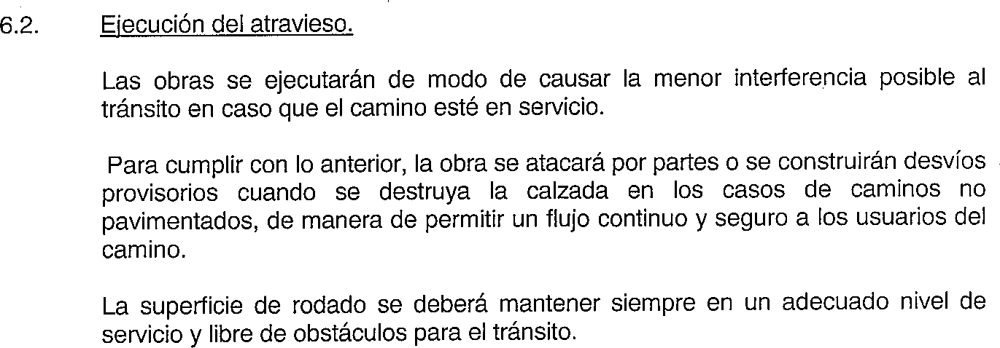 6.2. Ejecución del atravieso.
Las obras se ejecutarán de modo de causar la menor interferencia posible al
tránsito en caso que el camino esté en servicio.
Para cumplir con lo anterior, la obra se atacará por partes o se construirán desvíos
provisorios cuando se destruya la calzada en los casos de caminos no
pavimentados, de manera de permitir un flujo continuo y seguro a los usuarios del
camino.
La superficie de rodado se deberá mantener siempre en un adecuado nivel de
servicio y libre de obstáculos para el tránsito.